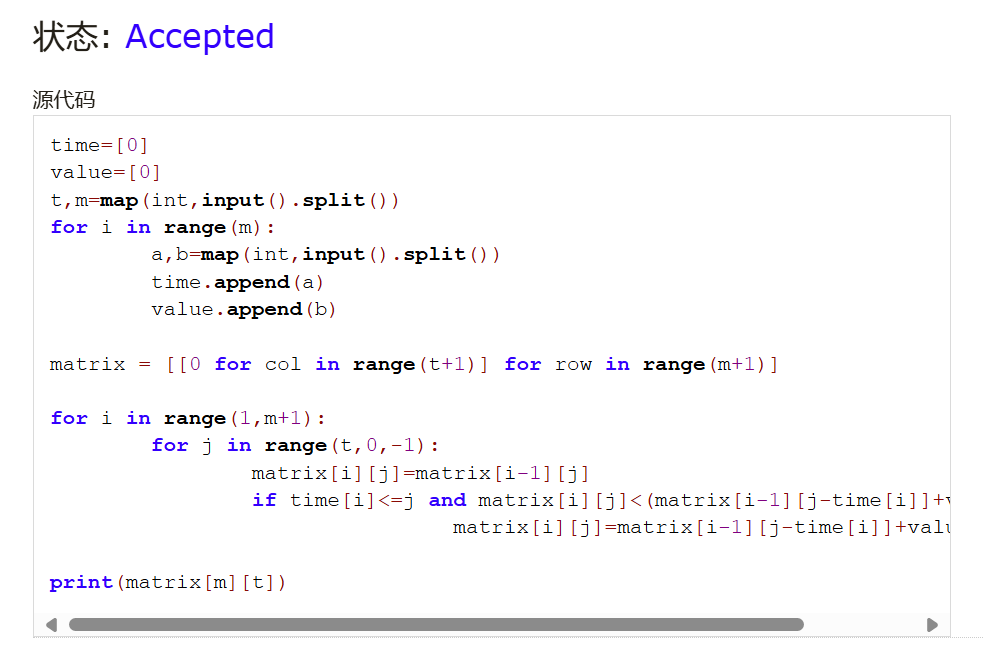 状态: Accepted
源代码
time=[0]
value=[0]
t,m=map(int,input().split())
for i in range(m):
        a,b=map(int,input().split())
        time.append(a)
        value.append(b)
matrix = [[0 for col in range(t+1)] for row in range(m+1)]
for i in range(1,m+1):
        for j in range(t,0,-1):
                matrix[i][j]=matrix[i-1][j]
                if time[i]<=j and matrix[i][j]<(matrix[i-1][j-time[i]]+
                                matrix[i][j]=matrix[i-1][j-time[i]]+val
print(matrix[m][t])